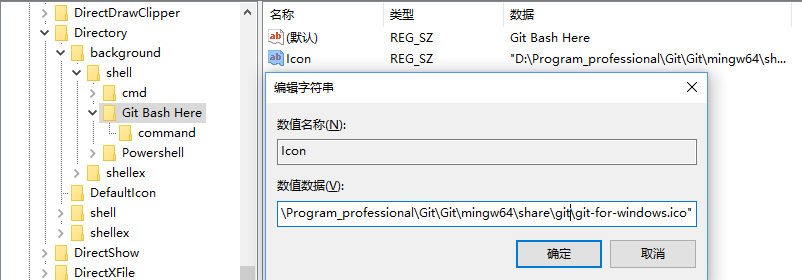 DirectDrawClipper
Directory
background
shell
cmd
Git Bash Here
command
Powershell
shellex
DefaultIcon
shell
shellex
DirectShow
DirectXFile
名称 类型 数据
ab (默认) REG_SZ Git Bash Here
ab Icon REG_SZ "D:\Program_professional\Git\Git\mingw64\sh...
编辑字符串
数值名称(N):
Icon
数值数据(V):
\Program_professional\Git\Git\mingw64\share\git\git-for-windows.ico"
确定 取消